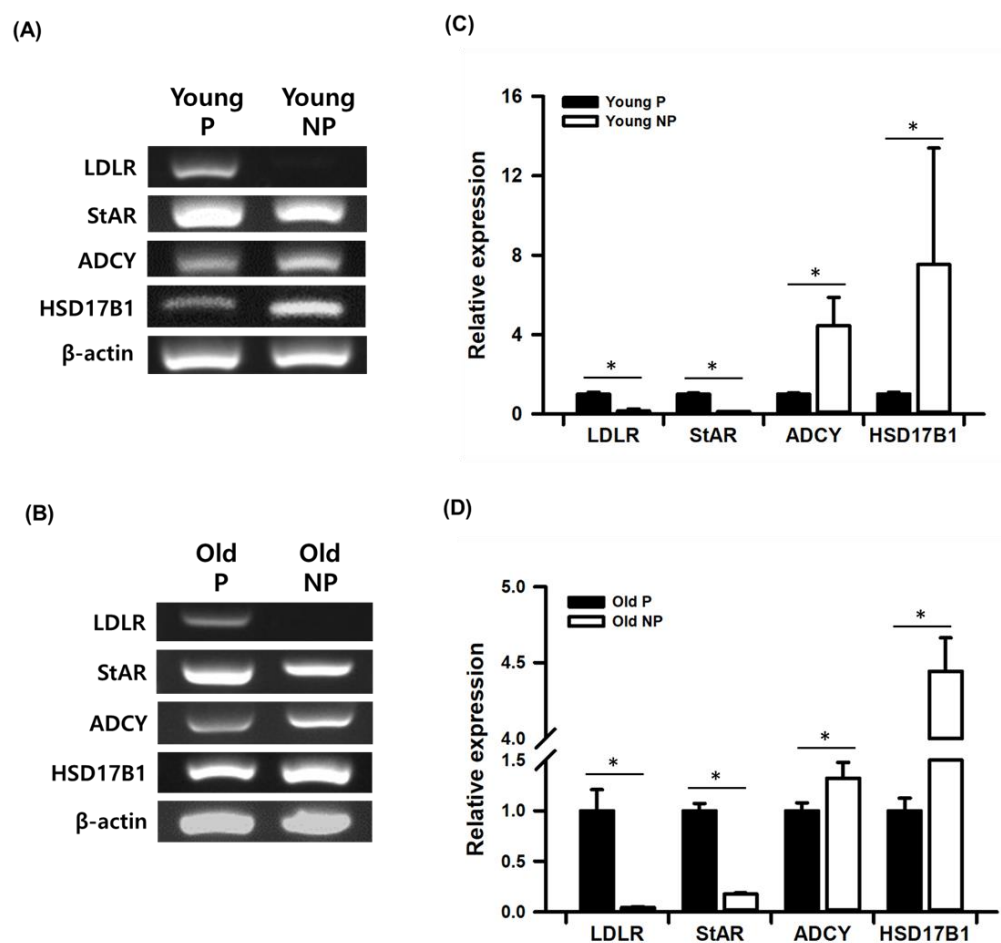 (A)
Young Young
P NP
LDLR
StAR
ADCY
HSD17B1
β-actin
(C)
Young P
Young NP
Relative expression
16
12
8
4
0
*
*
*
*
LDLR StAR ADCY HSD17B1
(B)
Old Old
P NP
LDLR
StAR
ADCY
HSD17B1
β-actin
(D)
Old P
Old NP
Relative expression
5.0
4.5
4.0
1.5
1.0
0.5
0.0
*
*
*
*
LDLR StAR ADCY HSD17B1